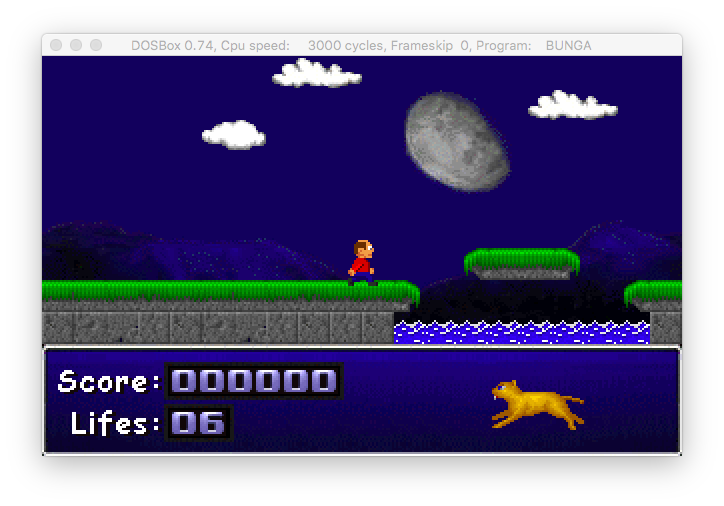 DOSBox 0.74, Cpu speed: 3000 cycles, Frameskip 0, Program: BUNGA
Score: 000000
Lifes: 06